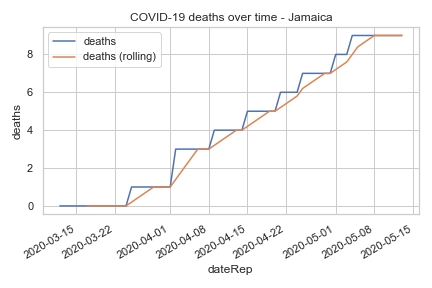 COVID-19 deaths over time - Jamaica
deaths
deaths (rolling)
deaths
8
6
4
2
0
2020-03-15
2020-03-22
2020-04-01
2020-04-08
2020-04-15
2020-04-22
2020-05-01
2020-05-08
2020-05-15
dateRep